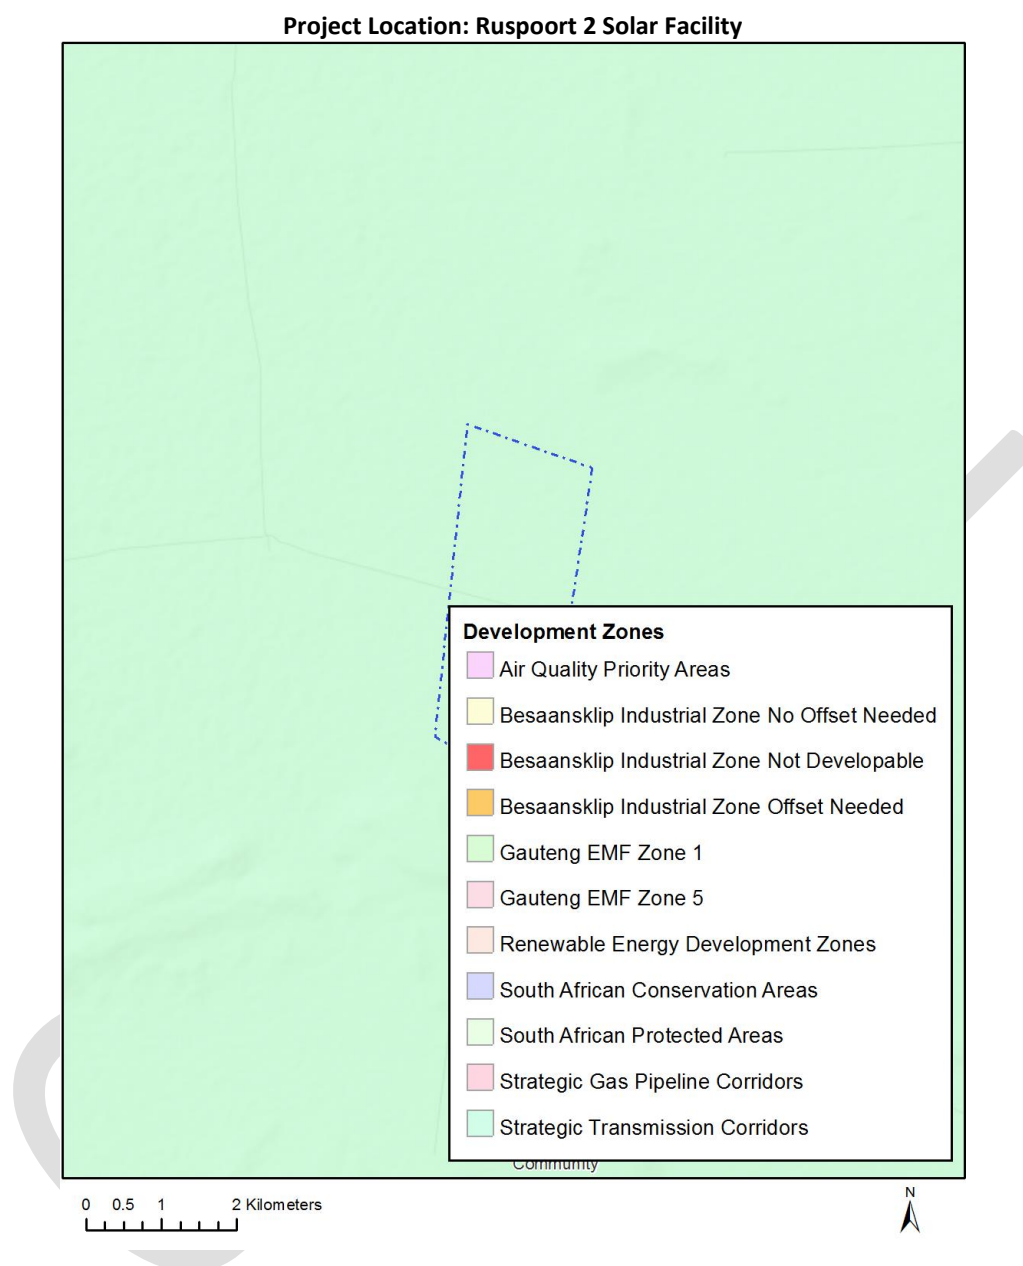 Project Location: Ruspoort 2 Solar Facility
Development Zones
Air Quality Priority Areas
Besaansklip Industrial Zone No Offset Needed
Besaansklip Industrial Zone Not Developable
Besaansklip Industrial Zone Offset Needed
Gauteng EMF Zone 1
Gauteng EMF Zone 5
Renewable Energy Development Zones
South African Conservation Areas
South African Protected Areas
Strategic Gas Pipeline Corridors
Strategic Transmission Corridors
Community
0 0.5 1 2 Kilometers
N